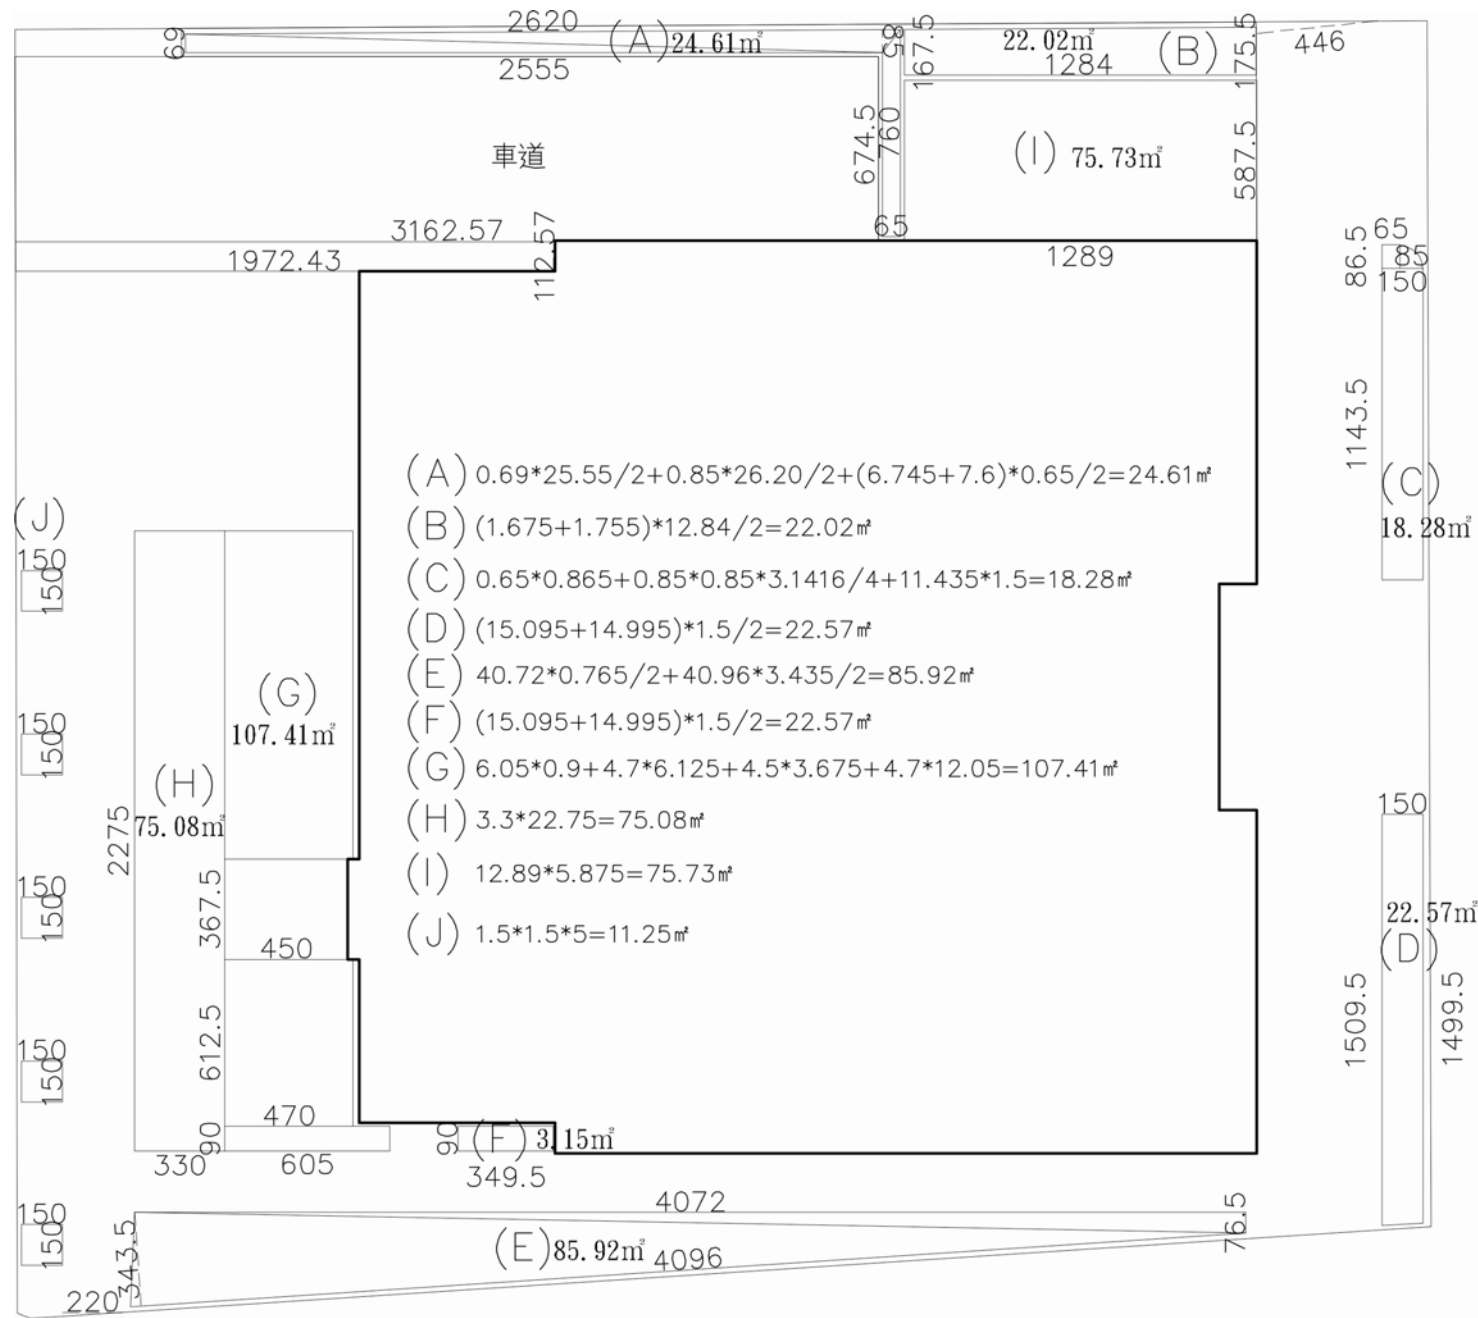 2620
(A) 24.61㎡
69
2555
85
167.5
22.02㎡
1284
(B)
175.5
446
車道
674.5
760
(I) 75.73㎡
587.5
3162.57
1972.43
112.57
65
1289
86.5
65
85
150
1143.5
(C)
18.28㎡
(A) 0.69*25.55/2+0.85*26.20/2+(6.745+7.6)*0.65/2=24.61㎡
(B) (1.675+1.755)*12.84/2=22.02㎡
(C) 0.65*0.865+0.85*0.85*3.1416/4+11.435*1.5=18.28㎡
(D) (15.095+14.995)*1.5/2=22.57㎡
(E) 40.72*0.765/2+40.96*3.435/2=85.92㎡
(F) (15.095+14.995)*1.5/2=22.57㎡
(G) 6.05*0.9+4.7*6.125+4.5*3.675+4.7*12.05=107.41㎡
(H) 3.3*22.75=75.08㎡
(I) 12.89*5.875=75.73㎡
(J) 1.5*1.5*5=11.25㎡
(J)
150
150
150
150
150
150
150
150
150
150
(G)
107.41㎡
(H)
75.08㎡
2275
367.5
450
612.5
470
90
330
605
90
(F) 3.15㎡
349.5
150
22.57㎡
(D)
1509.5
1499.5
4072
76.5
343.5
(E) 85.92㎡
4096
220